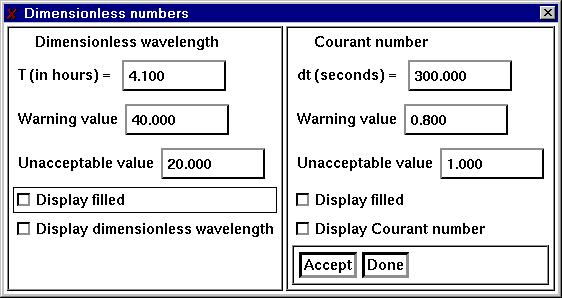 Dimensionless numbers
Dimensionless wavelength
T (in hours) = 4.100
Warning value 40.000
Unacceptable value 20.000
Display filled
Display dimensionless wavelength
Courant number
dt (seconds) = 300.000
Warning value 0.800
Unacceptable value 1.000
Display filled
Display Courant number
Accept Done